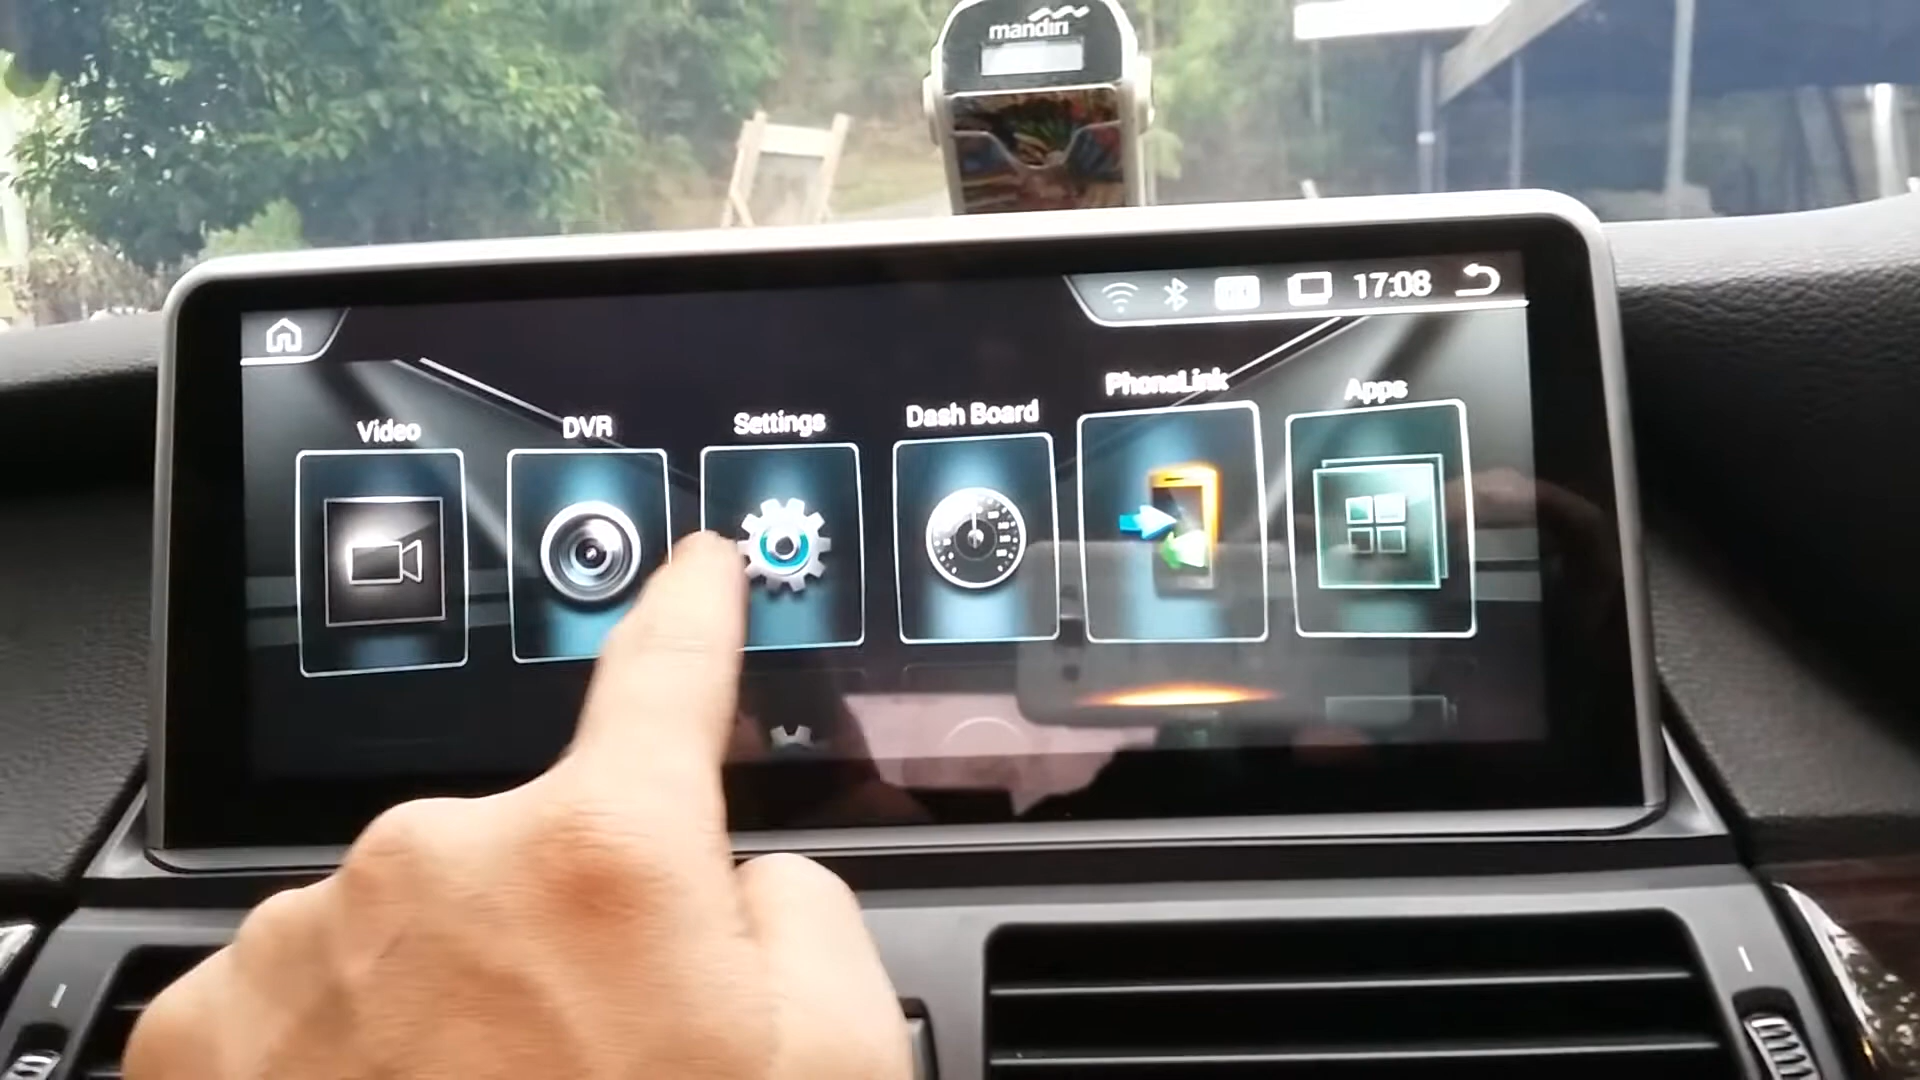 mandiri
17:08
Video
DVR
Settings
Dash Board
PhoneLink
Apps